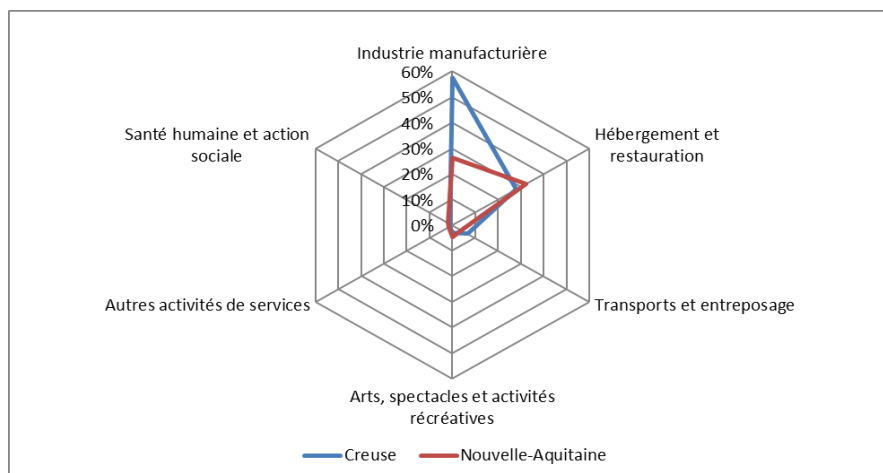 Industrie manufacturière
60%
50%
40%
30%
20%
10%
0%
Hébergement et
restauration
Transports et entreposage
Arts, spectacles et activités
récréatives
Autres activités de services
Santé humaine et action
sociale
Creuse
Nouvelle-Aquitaine